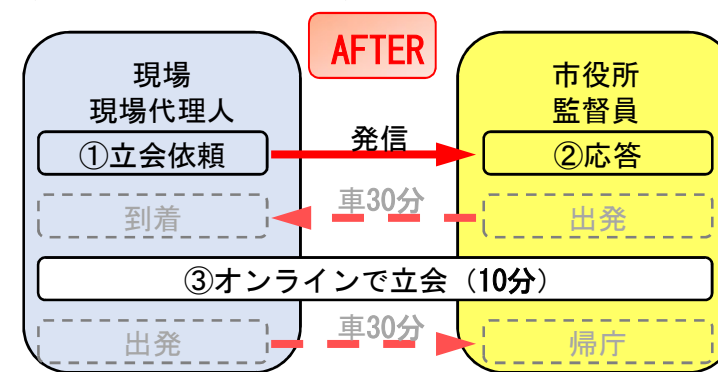 AFTER
現場
現場代理人
市役所
監督員
①立会依頼
発信
②応答
到着
車30分
出発
③オンラインで立会（10分）
出発
車30分
帰庁